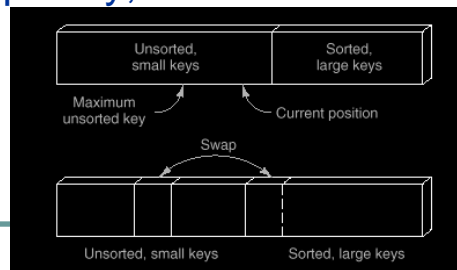 Unsorted, Sorted,
small keys large keys
Maximum
unsorted key
Current position
Swap
Unsorted, small keys Sorted, large keys